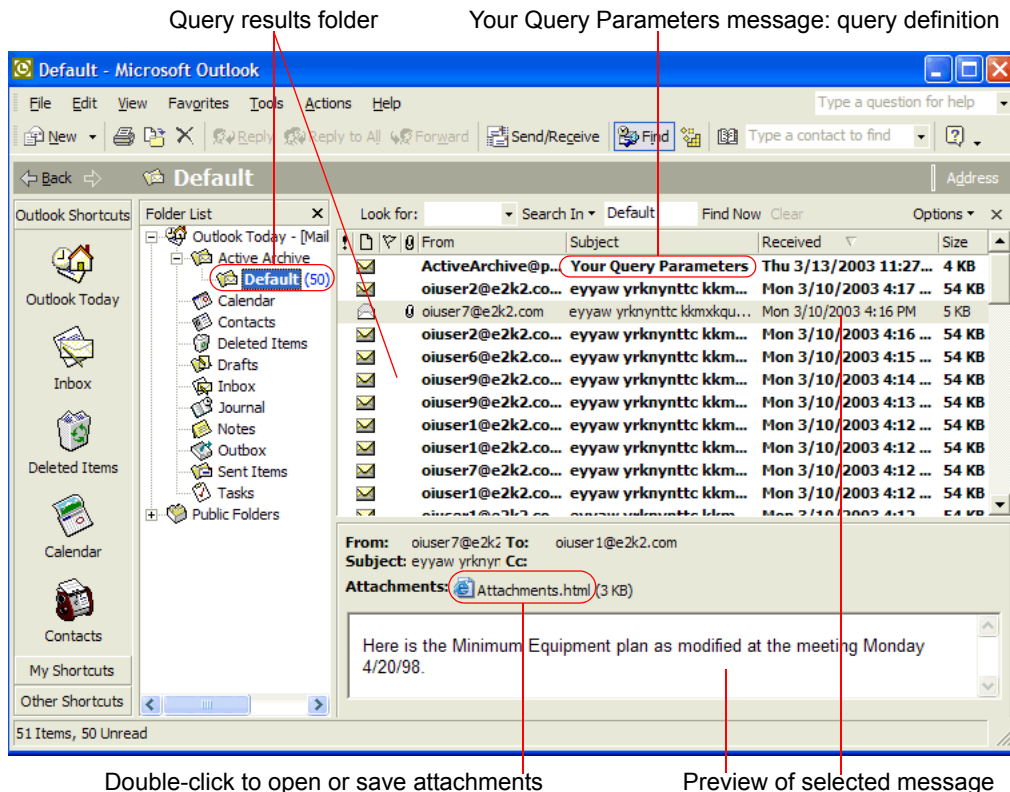 Query results folder
Your Query Parameters message: query definition
Default - Microsoft Outlook
File Edit View Favorites Tools Actions Help
Type a question for help
New Reply Reply to All Forward Send/Receive Find Type a contact to find
Back Default Address
Outlook Shortcuts
Outlook Today
Inbox
Deleted Items
Calendar
Contacts
My Shortcuts
Other Shortcuts
Folder List X
Outlook Today - [Mail
Active Archive
Default (50)
Calendar
Contacts
Deleted Items
Drafts
Inbox
Journal
Notes
Outbox
Sent Items
Tasks
Public Folders
Look for: Search In Default Find Now Clear Options
! From Subject Received Size
ActiveArchive@p... Your Query Parameters Thu 3/13/2003 11:27... 4 KB
oiuser2@e2k2.co... eyyaw yrknynttc kkm... Mon 3/10/2003 4:17 ... 54 KB
oiuser7@e2k2.com eyyaw yrknynttc kkmxkqu... Mon 3/10/2003 4:16 PM 5 KB
oiuser2@e2k2.co... eyyaw yrknynttc kkm... Mon 3/10/2003 4:16 ... 54 KB
oiuser6@e2k2.co... eyyaw yrknynttc kkm... Mon 3/10/2003 4:15 ... 54 KB
oiuser9@e2k2.co... eyyaw yrknynttc kkm... Mon 3/10/2003 4:14 ... 54 KB
oiuser9@e2k2.co... eyyaw yrknynttc kkm... Mon 3/10/2003 4:13 ... 54 KB
oiuser1@e2k2.co... eyyaw yrknynttc kkm... Mon 3/10/2003 4:12 ... 54 KB
oiuser1@e2k2.co... eyyaw yrknynttc kkm... Mon 3/10/2003 4:12 ... 54 KB
oiuser7@e2k2.co... eyyaw yrknynttc kkm... Mon 3/10/2003 4:12 ... 54 KB
oiuser1@e2k2.co... eyyaw yrknynttc kkm... Mon 3/10/2003 4:12 ... 54 KB
oiuser1@e2k2.co... eyyaw yrknynttc kkm... Mon 3/10/2003 4:12 ... 54 KB
From: oiuser7@e2k2 To: oiuser1@e2k2.com
Subject: eyyaw yrknyr Cc:
Attachments: Attachments.html (3 KB)
Here is the Minimum Equipment plan as modified at the meeting Monday
4/20/98.
51 Items, 50 Unread
Double-click to open or save attachments
Preview of selected message